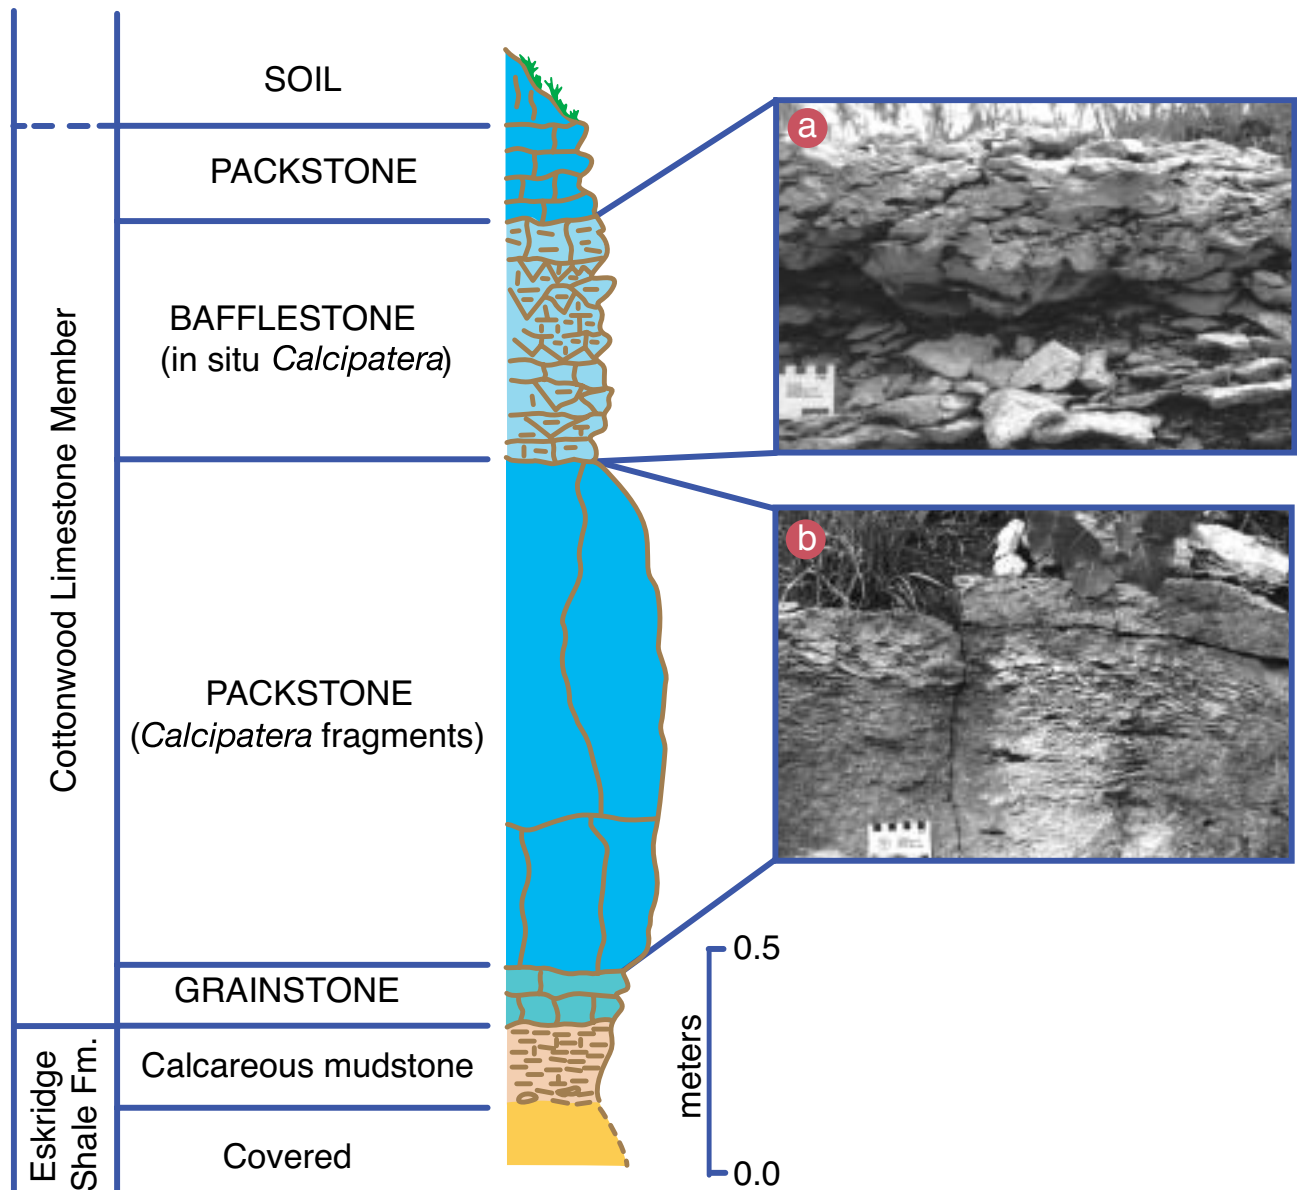 SOIL
PACKSTONE
BAFFLESTONE
(in situ Calcipatera)
PACKSTONE
(Calcipatera fragments)
GRAINSTONE
Calcareous mudstone
Covered
Cottonwood Limestone Member
Eskridge
Shale Fm.
a
b
0.5
meters
0.0